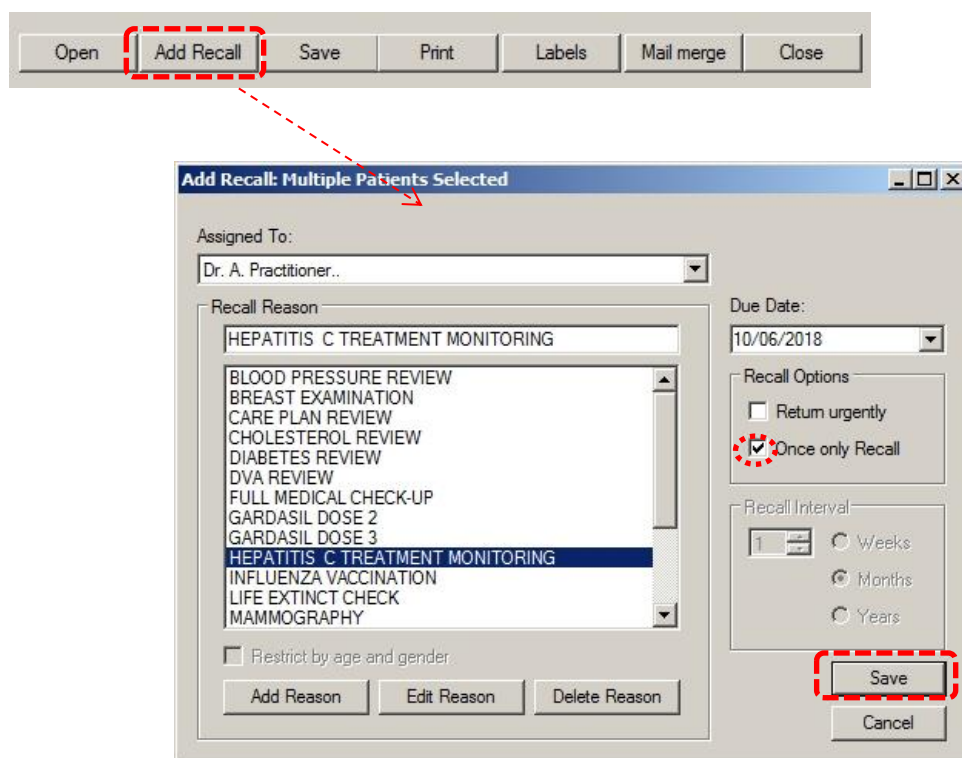 Open Add Recall Save Print Labels Mail merge Close
Add Recall: Multiple Patients Selected
Assigned To:
Dr. A. Practitioner..
Recall Reason
HEPATITIS C TREATMENT MONITORING
BLOOD PRESSURE REVIEW
BREAST EXAMINATION
CARE PLAN REVIEW
CHOLESTEROL REVIEW
DIABETES REVIEW
DVA REVIEW
FULL MEDICAL CHECK-UP
GARDASIL DOSE 2
GARDASIL DOSE 3
HEPATITIS C TREATMENT MONITORING
INFLUENZA VACCINATION
LIFE EXTINCT CHECK
MAMMOGRAPHY
Restrict by age and gender
Add Reason Edit Reason Delete Reason
Due Date:
10/06/2018
Recall Options
Return urgently
Once only Recall
Recall Interval
1 Weeks
Months
Years
Save
Cancel